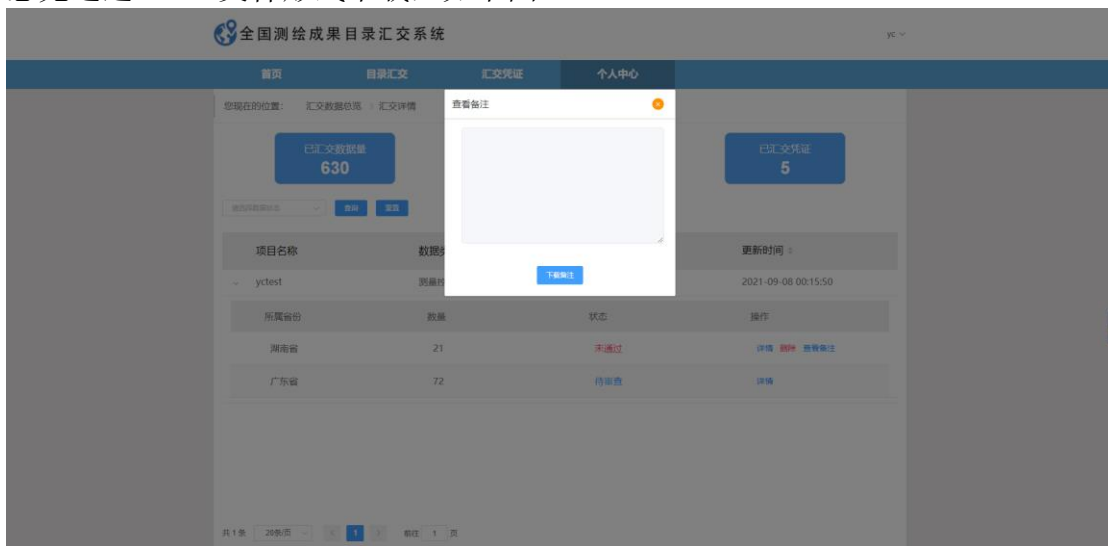 全国测绘成果目录汇交系统
yc
首页 目录汇交 汇交凭证 个人中心
您现在的位置: 汇交数据总览 汇交详情
查看备注
已汇交数据量
630
已汇交凭证
5
查询 重置
下载备注
项目名称 数据 更新时间
yctest 测量 2021-09-08 00:15:50
所属省份 数量 状态 操作
湖南省 21 未通过 详情 删除 查看备注
广东省 72 待审查 详情
共1条 20条/页 1 前往 1 页